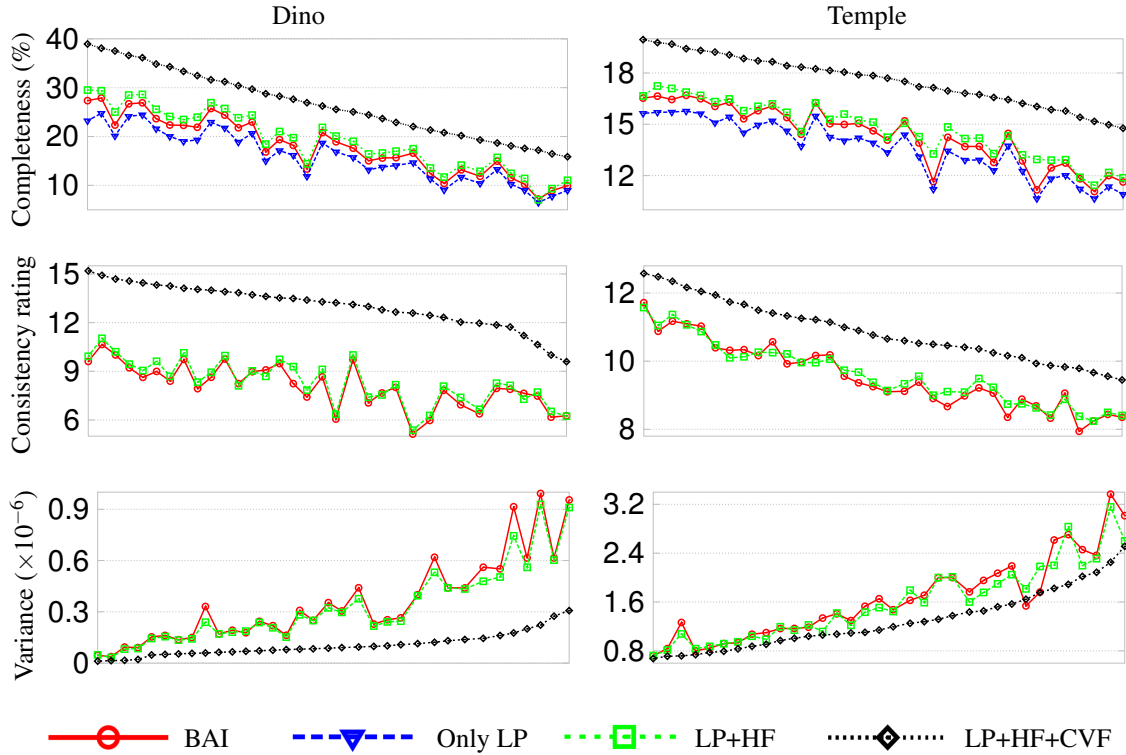 Dino
Temple
Completeness (%)
40
30
20
10
18
15
12
Consistency rating
15
12
9
6
12
10
8
Variance (×10⁻⁶)
0.9
0.6
0.3
0
3.2
2.4
1.6
0.8
BAI
Only LP
LP+HF
LP+HF+CVF